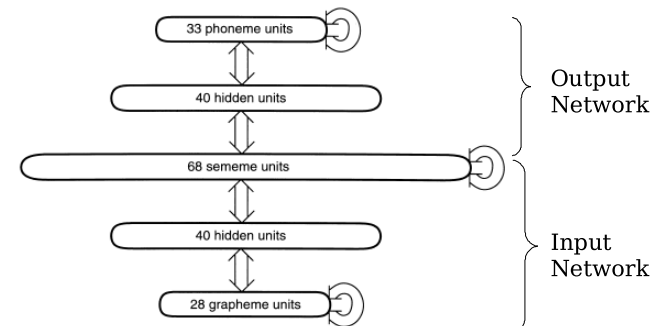 33 phoneme units
40 hidden units
Output
Network
68 sememe units
40 hidden units
Input
Network
28 grapheme units